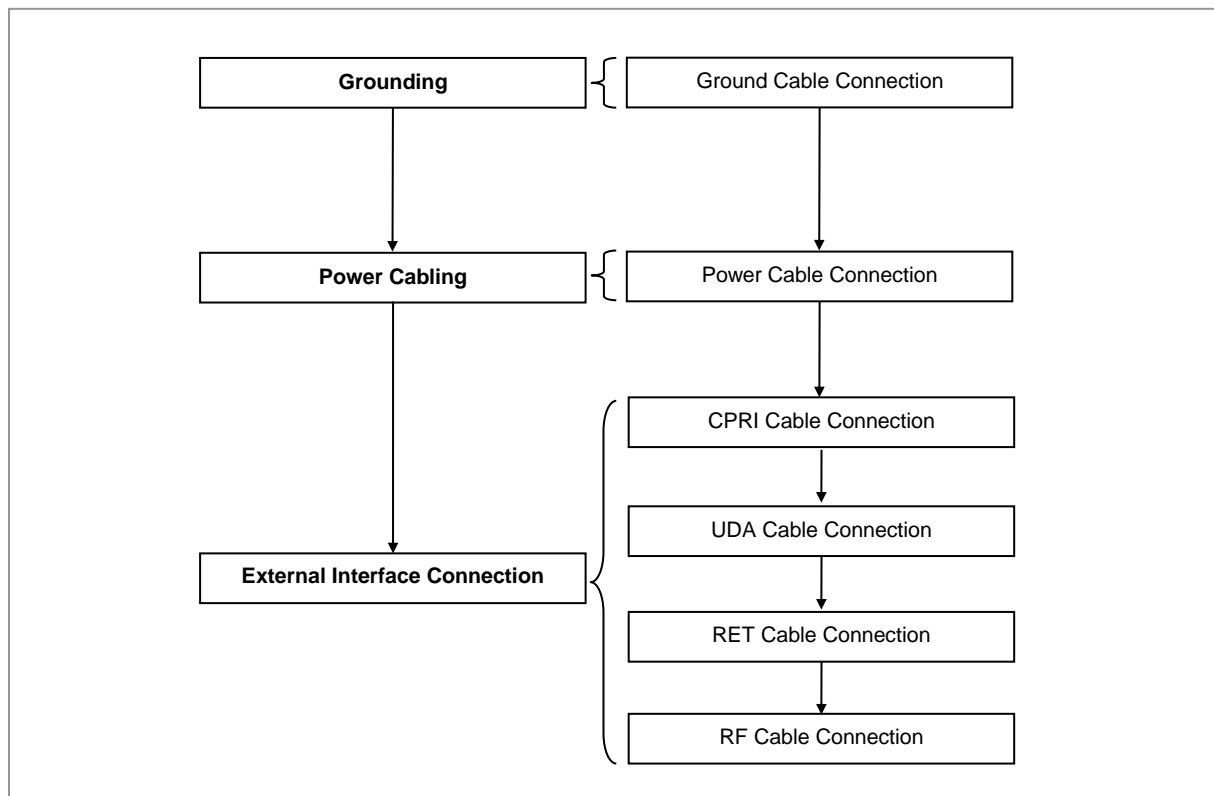 Grounding
Ground Cable Connection
Power Cabling
Power Cable Connection
CPRI Cable Connection
UDA Cable Connection
External Interface Connection
RET Cable Connection
RF Cable Connection